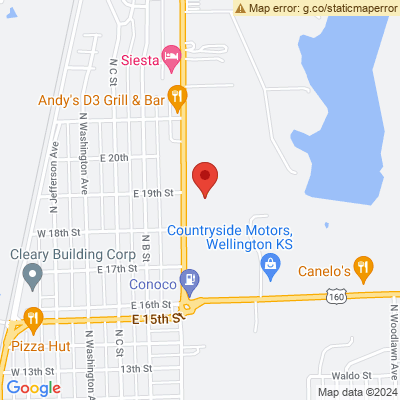 Map error: g.co/staticmaperror
Siesta
N C St
Andy's D3 Grill & Bar
N Jefferson Ave
N Washington Ave
E 20th
E 19th St
W 18th St
N B St
Countryside Motors,
Wellington KS
Cleary Building Corp
E 17th St
Canelo's
Conoco
160
E 16th St
E 15th St
Pizza Hut
N Washington Ave
N C St
W 13th St
E 13th St
Waldo St
N Woodlawn Ave
Google
Map data ©2024